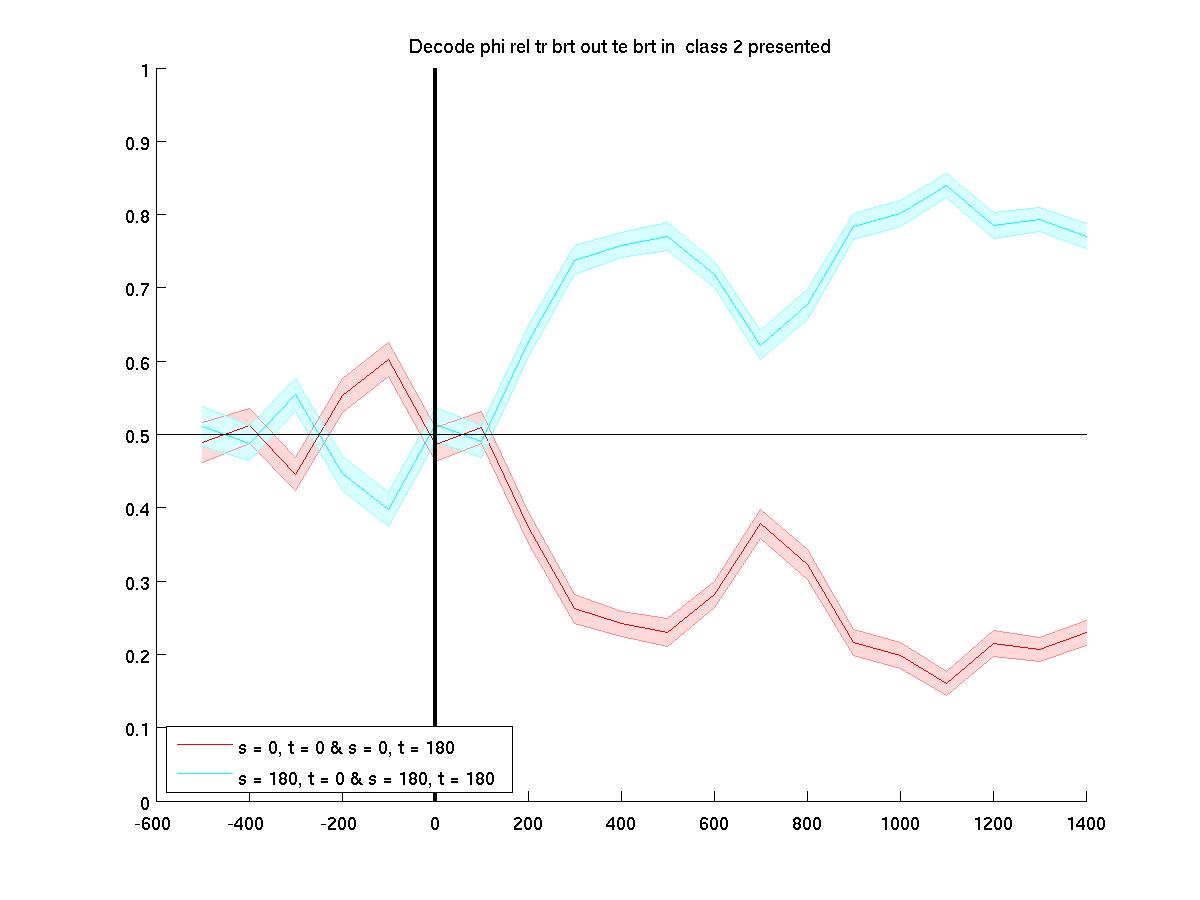 Decode phi rel tr brt out te brt in  class 2 presented
1
0.9
0.8
0.7
0.6
0.5
0.4
0.3
0.2
0.1
0
s = 0, t = 0 & s = 0, t = 180
s = 180, t = 0 & s = 180, t = 180
-600 -400 -200 0 200 400 600 800 1000 1200 1400